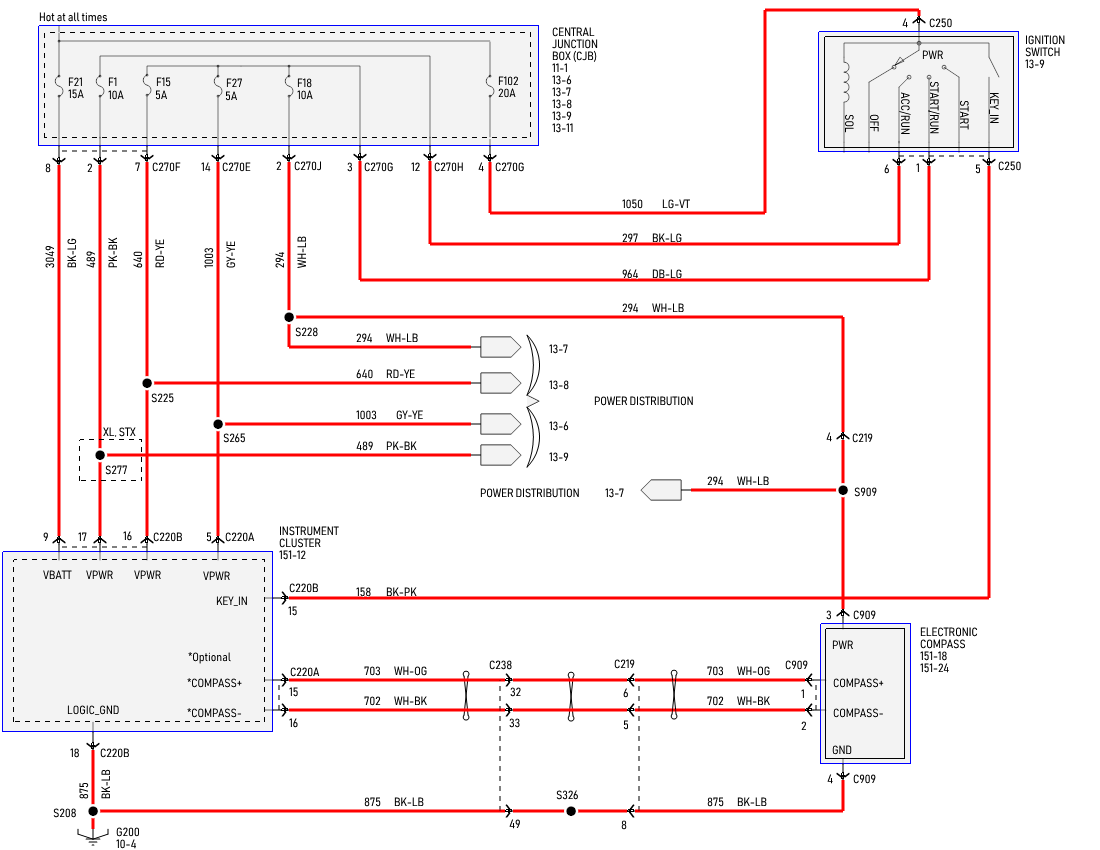 Hot at all times
CENTRAL
JUNCTION
BOX (CJB)
11-1
13-6
13-7
13-8
13-9
13-11
F21
15A
F1
10A
F15
5A
F27
5A
F18
10A
F102
20A
4 C250
IGNITION
SWITCH
13-9
PWR
SOL
OFF
ACC/RUN
START/RUN
START
KEY_IN
8
2
7 C270F
14 C270E
2 C270J
3 C270G
12 C270H
4 C270G
6
1
5 C250
1050 LG-VT
297 BK-LG
964 DB-LG
3049 BK-LG
489 PK-BK
640 RD-YE
1003 GY-YE
294 WH-LB
294 WH-LB
S228
294 WH-LB
13-7
640 RD-YE
13-8
S225
POWER DISTRIBUTION
1003 GY-YE
13-6
S265
XL, STX
489 PK-BK
13-9
S277
4 C219
POWER DISTRIBUTION 13-7
294 WH-LB
S909
9
17
16 C220B
5 C220A
INSTRUMENT
CLUSTER
151-12
VBATT
VPWR
VPWR
VPWR
KEY_IN
C220B
15
158 BK-PK
3 C909
ELECTRONIC
COMPASS
151-18
151-24
PWR
*Optional
*COMPASS+
C220A
15
703 WH-OG
C238
32
C219
6
703 WH-OG
C909
1
COMPASS+
LOGIC_GND
*COMPASS-
16
702 WH-BK
33
5
702 WH-BK
2
COMPASS-
GND
18 C220B
4 C909
875 BK-LB
S208
875 BK-LB
49
S326
8
875 BK-LB
G200
10-4